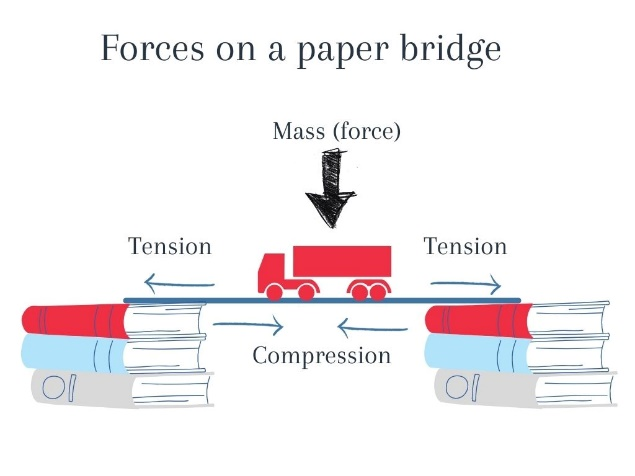 Forces on a paper bridge
Mass (force)
Tension
Tension
Compression